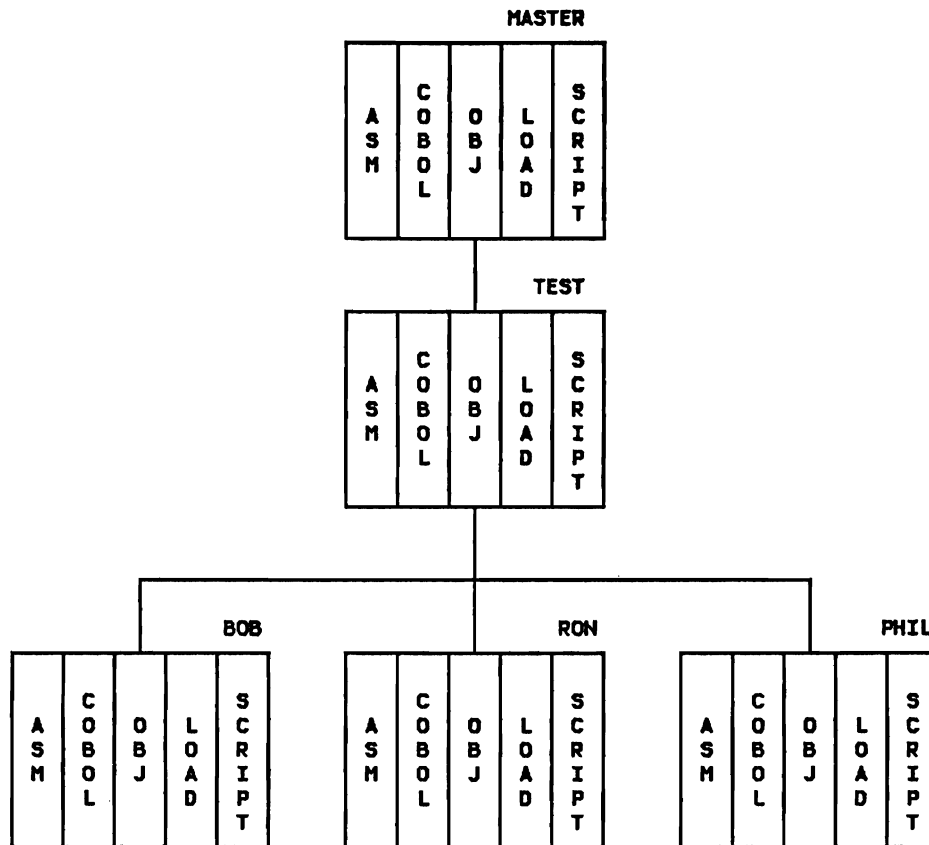 MASTER
ASM
COBOL
OBJ
LOAD
SCRIPT
TEST
ASM
COBOL
OBJ
LOAD
SCRIPT
BOB
ASM
COBOL
OBJ
LOAD
SCRIPT
RON
ASM
COBOL
OBJ
LOAD
SCRIPT
PHIL
ASM
COBOL
OBJ
LOAD
SCRIPT